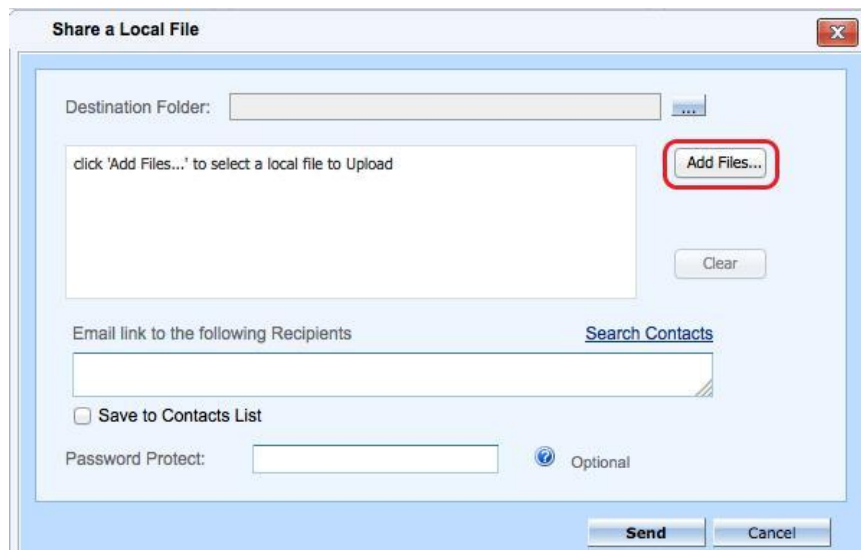 Share a Local File
X
Destination Folder:
...
click 'Add Files...' to select a local file to Upload
Add Files...
Clear
Email link to the following Recipients
Search Contacts
Save to Contacts List
Password Protect:
?
Optional
Send
Cancel